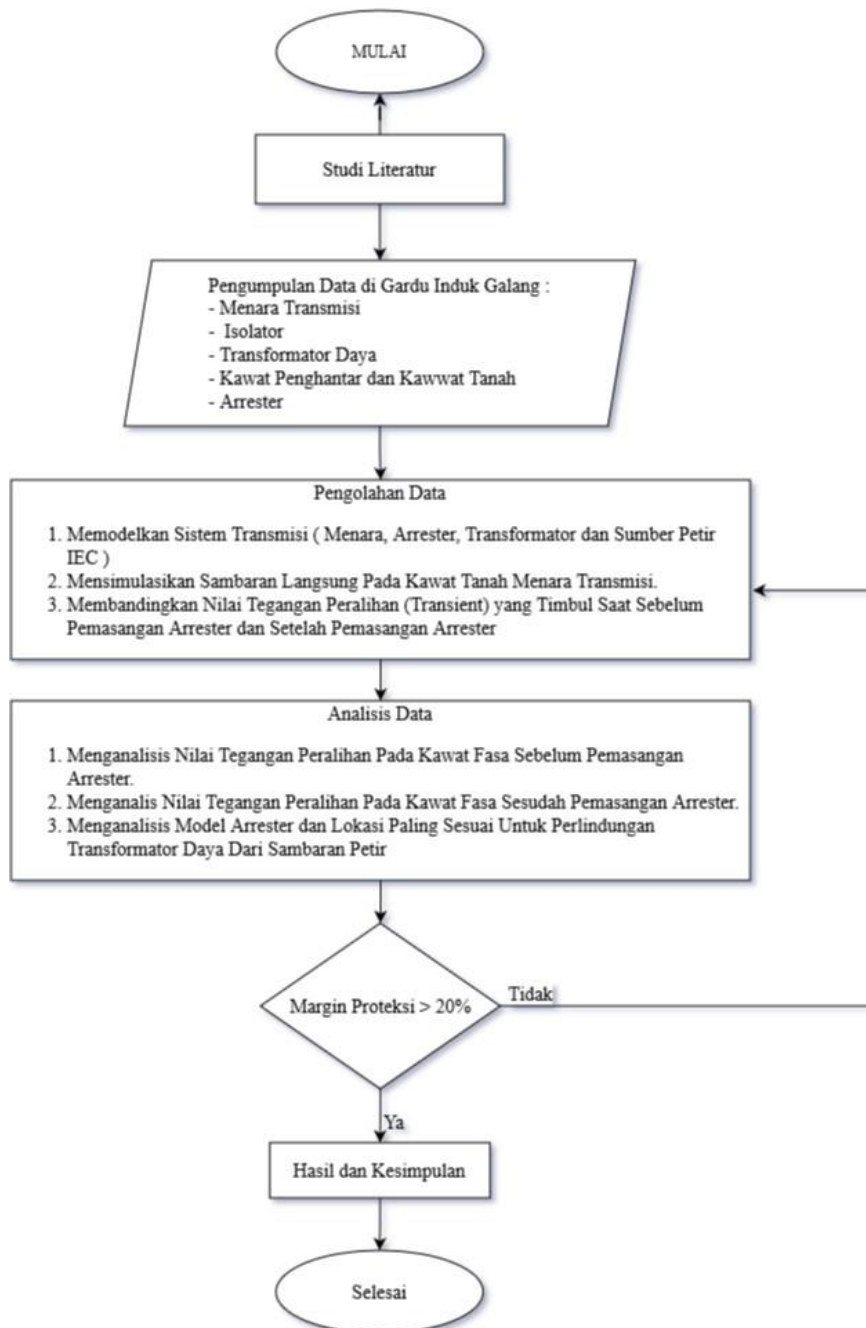 MULAI
Studi Literatur
Pengumpulan Data di Gardu Induk Galang :
- Menara Transmisi
- Isolator
- Transformator Daya
- Kawat Penghantar dan Kawwat Tanah
- Arrester
Pengolahan Data
1. Memodelkan Sistem Transmisi ( Menara, Arrester, Transformator dan Sumber Petir
IEC )
2. Mensimulasikan Sambaran Langsung Pada Kawat Tanah Menara Transmisi.
3. Membandingkan Nilai Tegangan Peralihan (Transient) yang Timbul Saat Sebelum
Pemasangan Arrester dan Setelah Pemasangan Arrester
Analisis Data
1. Menganalisis Nilai Tegangan Peralihan Pada Kawat Fasa Sebelum Pemasangan
Arrester.
2. Menganalis Nilai Tegangan Peralihan Pada Kawat Fasa Sesudah Pemasangan Arrester.
3. Menganalisis Model Arrester dan Lokasi Paling Sesuai Untuk Perlindungan
Transformator Daya Dari Sambaran Petir
Margin Proteksi > 20%
Tidak
Ya
Hasil dan Kesimpulan
Selesai